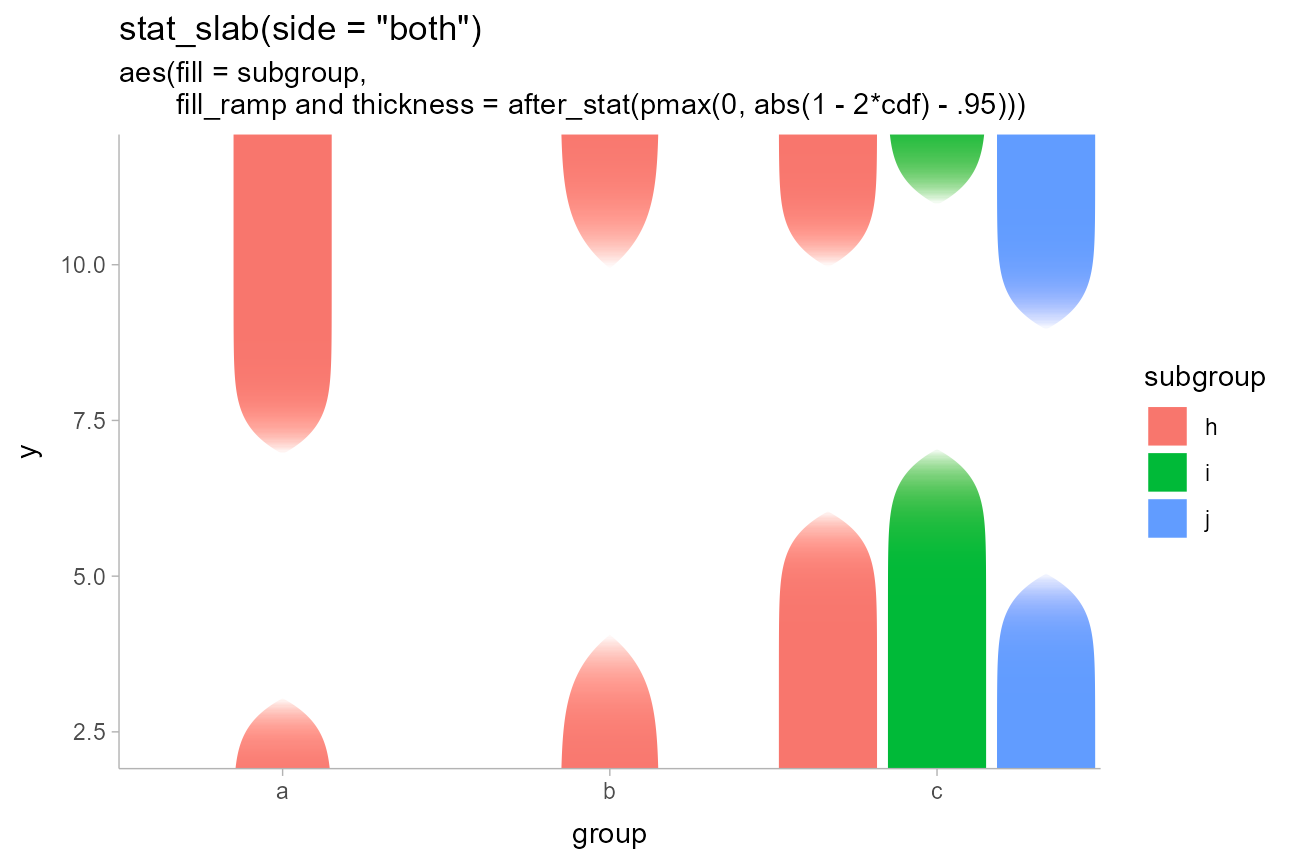 stat_slab(side = "both")
aes(fill = subgroup,
fill_ramp and thickness = after_stat(pmax(0, abs(1 - 2*cdf) - .95)))
10.0
7.5
5.0
2.5
y
a b c
group
subgroup
h
i
j